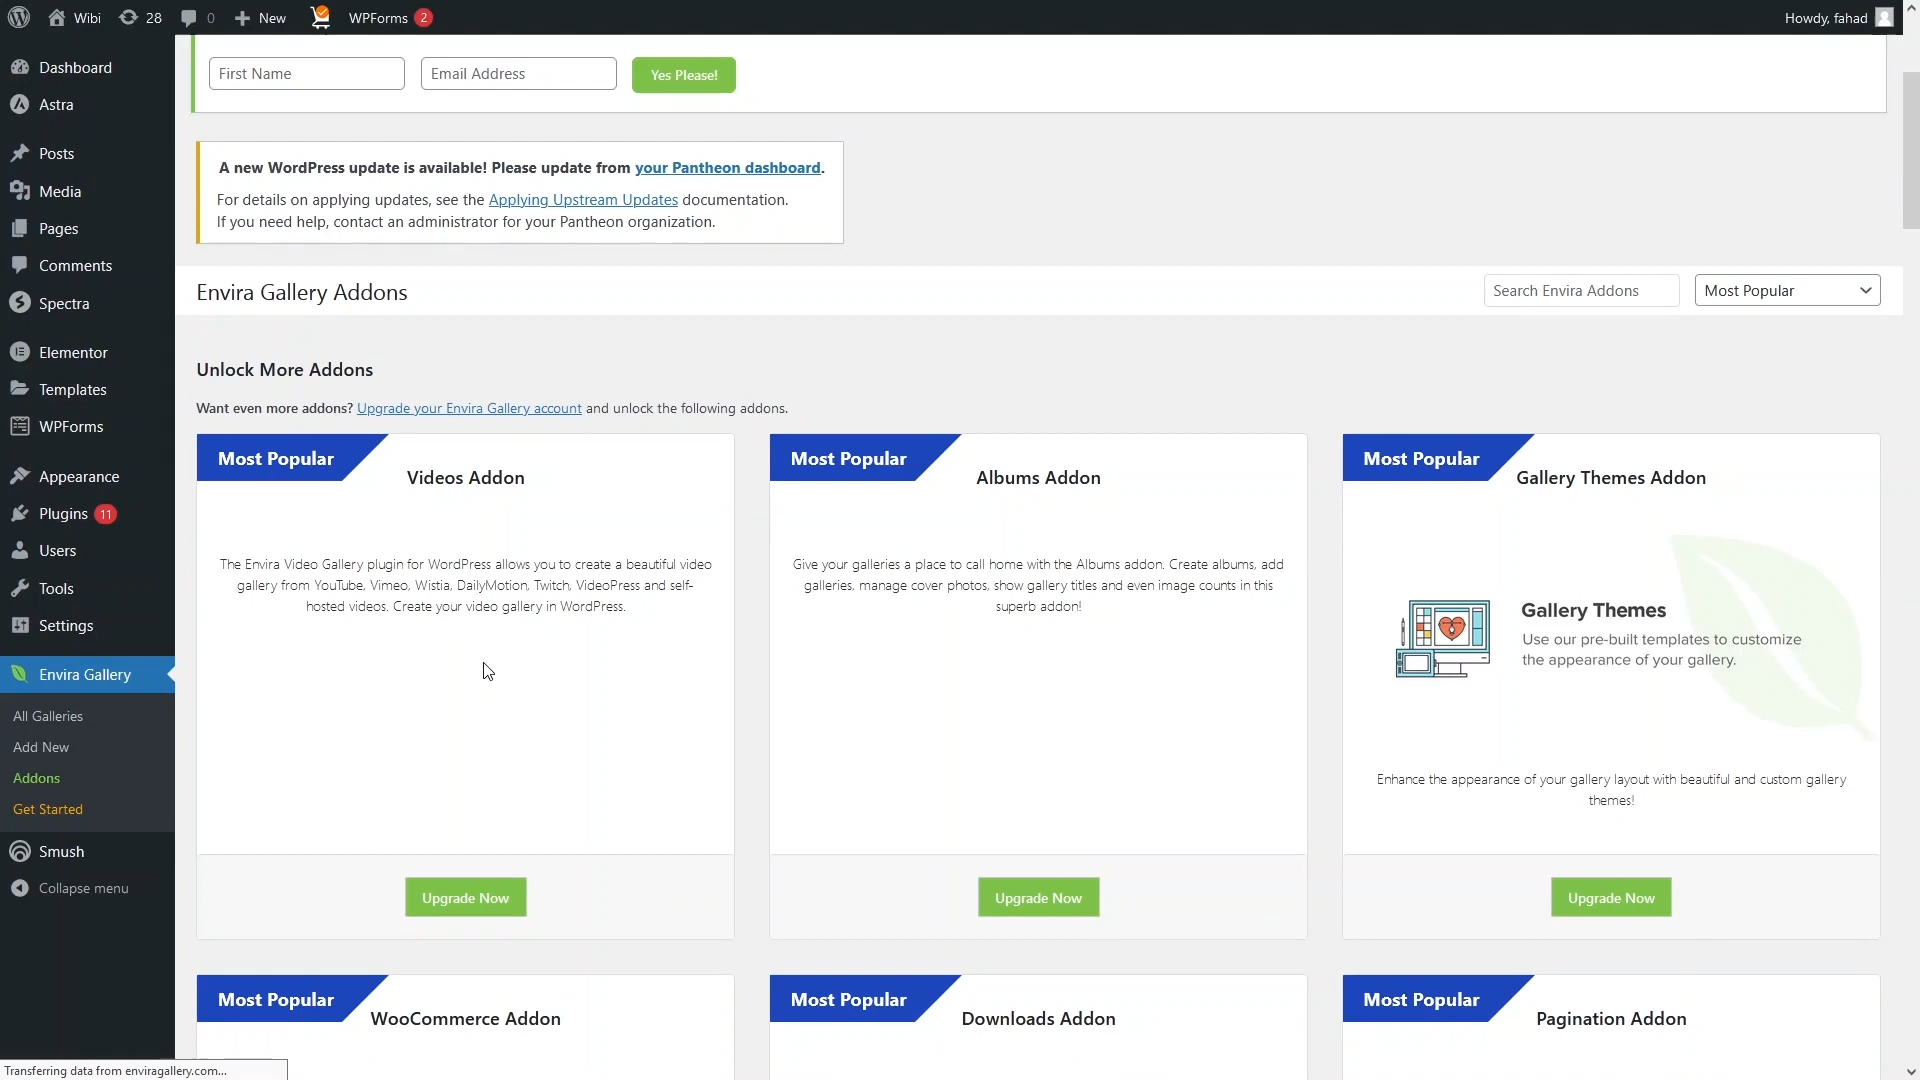 Wibi
28
0
New
WPForms
2
Howdy, fahad
Dashboard
Astra
Posts
Media
Pages
Comments
Spectra
Elementor
Templates
WPForms
Appearance
Plugins
11
Users
Tools
Settings
Envira Gallery
All Galleries
Add New
Addons
Get Started
Smush
Collapse menu
First Name
Email Address
Yes Please!
A new WordPress update is available! Please update from your Pantheon dashboard.
For details on applying updates, see the Applying Upstream Updates documentation.
If you need help, contact an administrator for your Pantheon organization.
Envira Gallery Addons
Search Envira Addons
Most Popular
Unlock More Addons
Want even more addons? Upgrade your Envira Gallery account and unlock the following addons.
Most Popular
Videos Addon
The Envira Video Gallery plugin for WordPress allows you to create a beautiful video
gallery from YouTube, Vimeo, Wistia, DailyMotion, Twitch, VideoPress and self-
hosted videos. Create your video gallery in WordPress.
Upgrade Now
Most Popular
Albums Addon
Give your galleries a place to call home with the Albums addon. Create albums, add
galleries, manage cover photos, show gallery titles and even image counts in this
superb addon!
Upgrade Now
Most Popular
Gallery Themes Addon
Gallery Themes
Use our pre-built templates to customize
the appearance of your gallery.
Enhance the appearance of your gallery layout with beautiful and custom gallery
themes!
Upgrade Now
Most Popular
WooCommerce Addon
Most Popular
Downloads Addon
Most Popular
Pagination Addon
Transferring data from enviragallery.com...